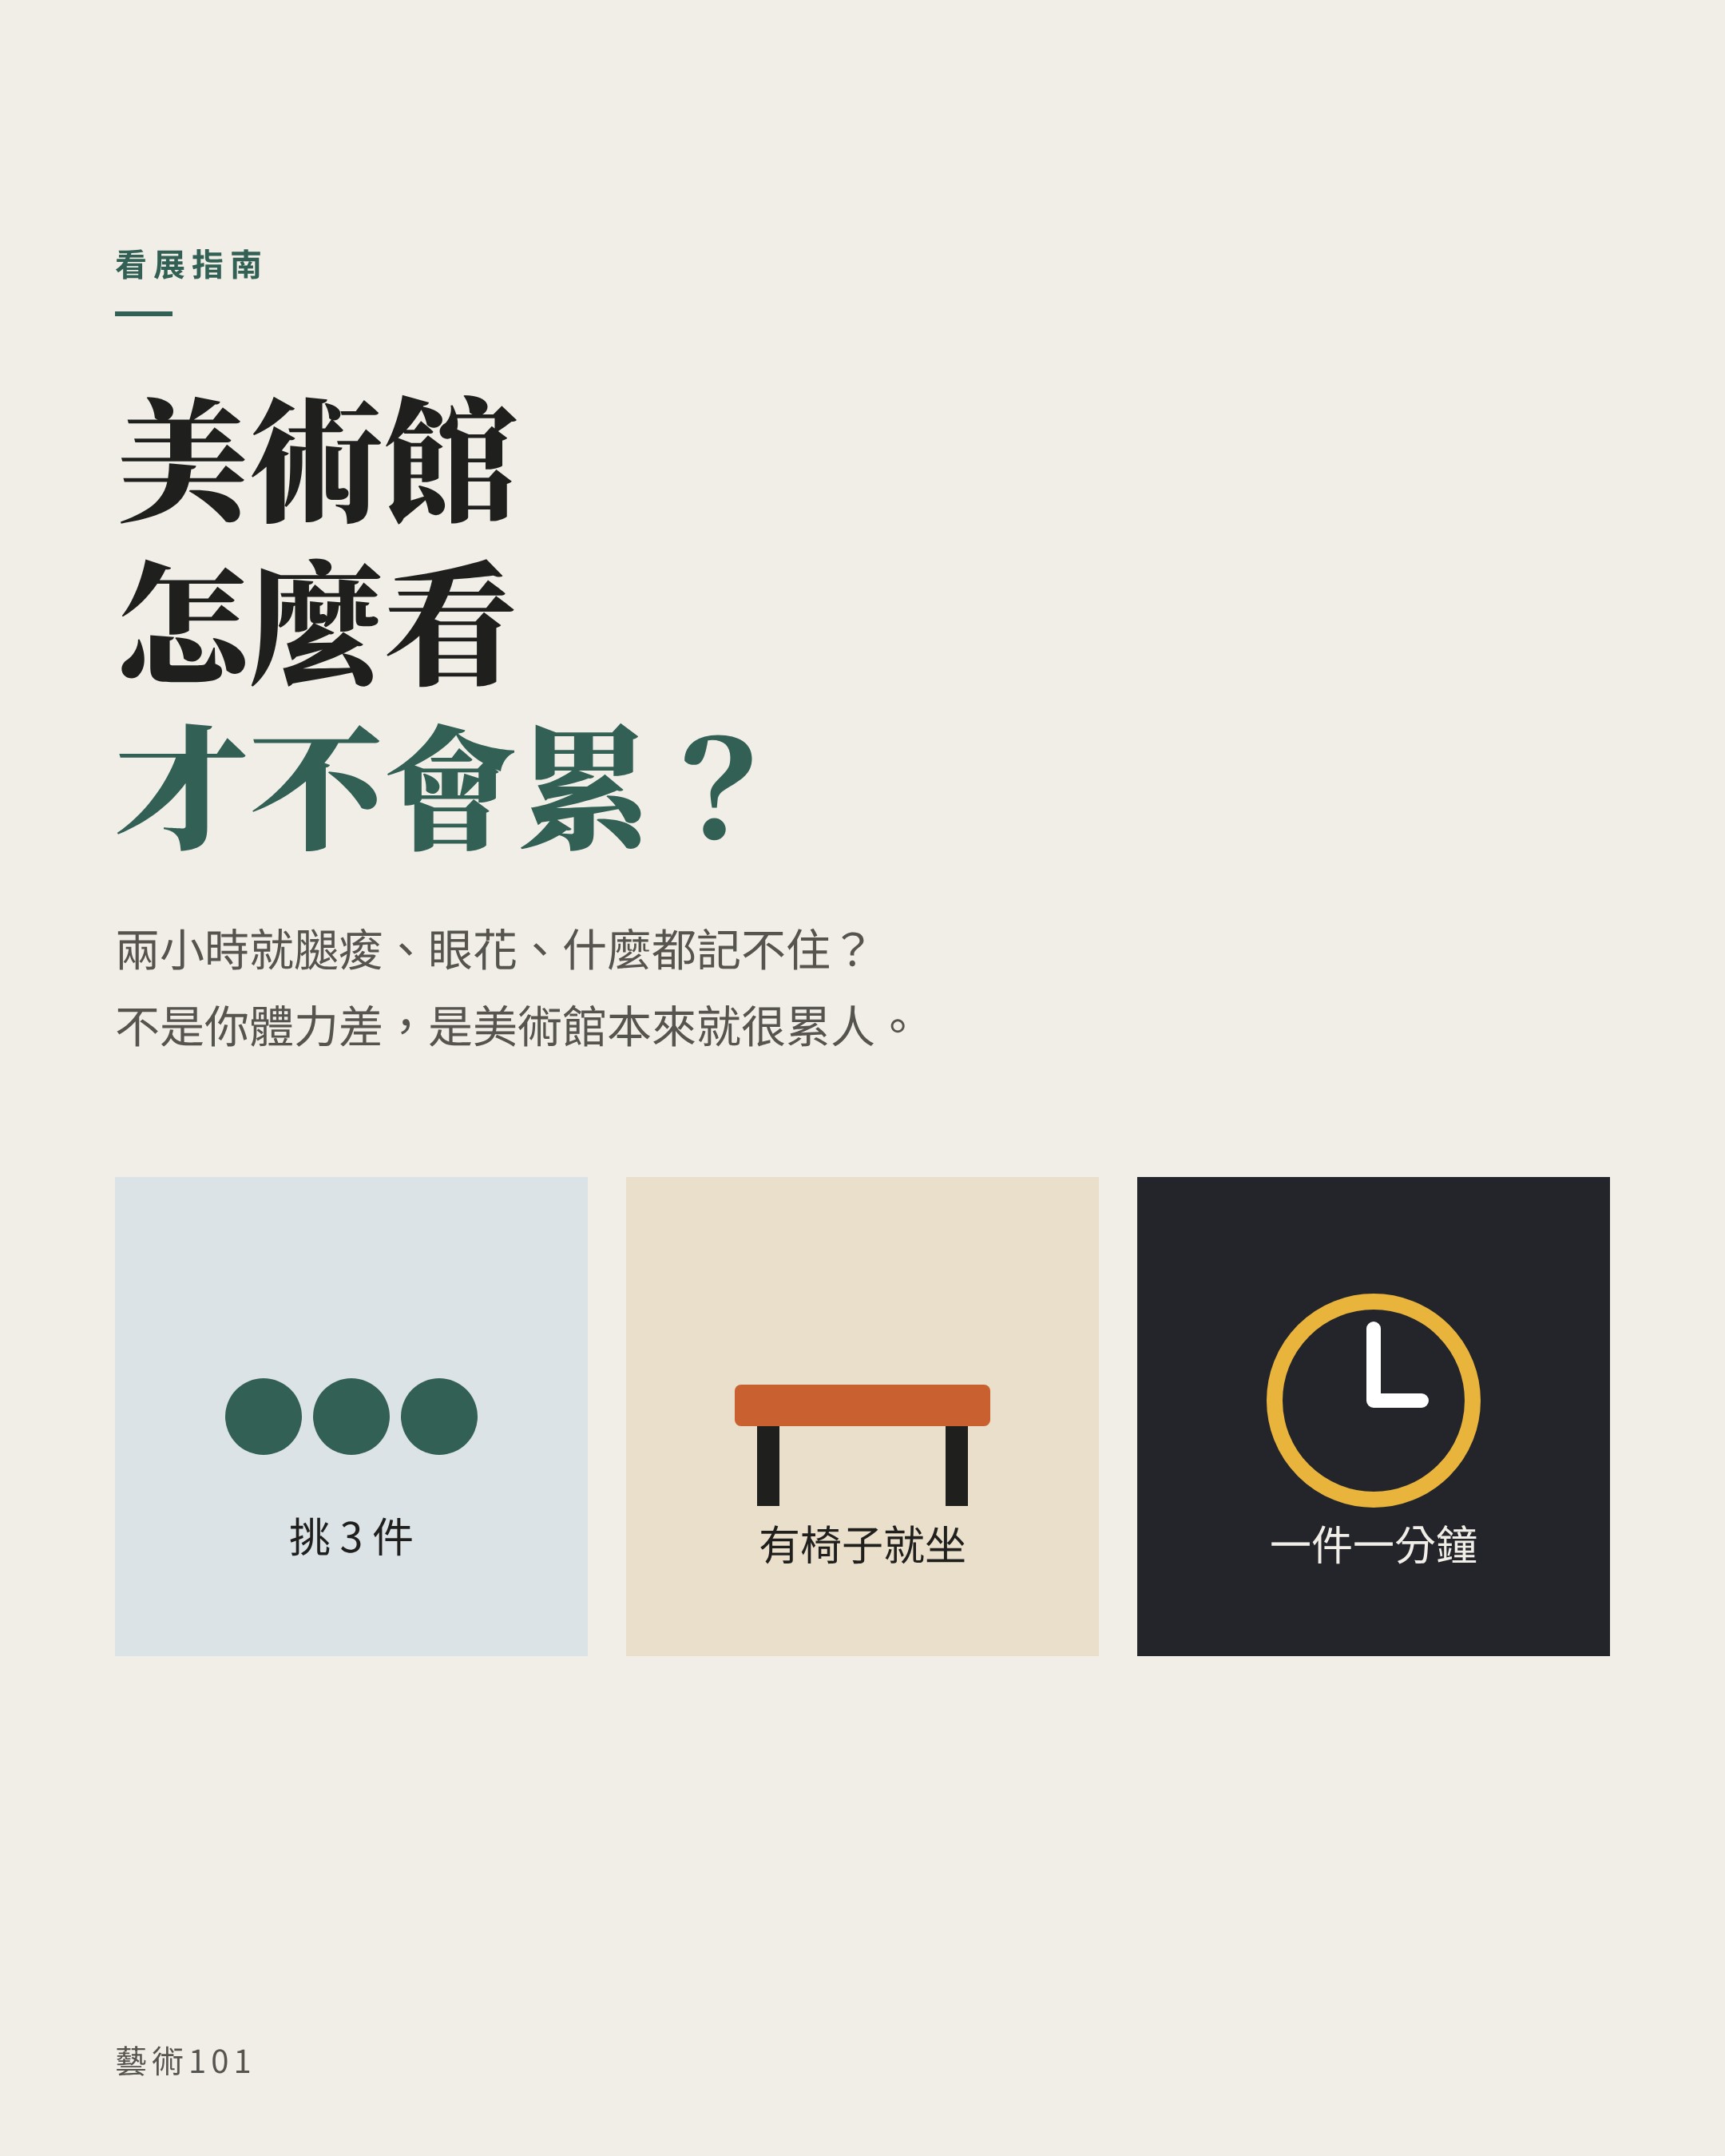 看展指南
美術館
怎麼看
才不會累？
兩小時就腿痠、眼花、什麼都記不住？
不是你體力差，是美術館本來就很累人。
挑 3 件
有椅子就坐
一件一分鐘
藝術101